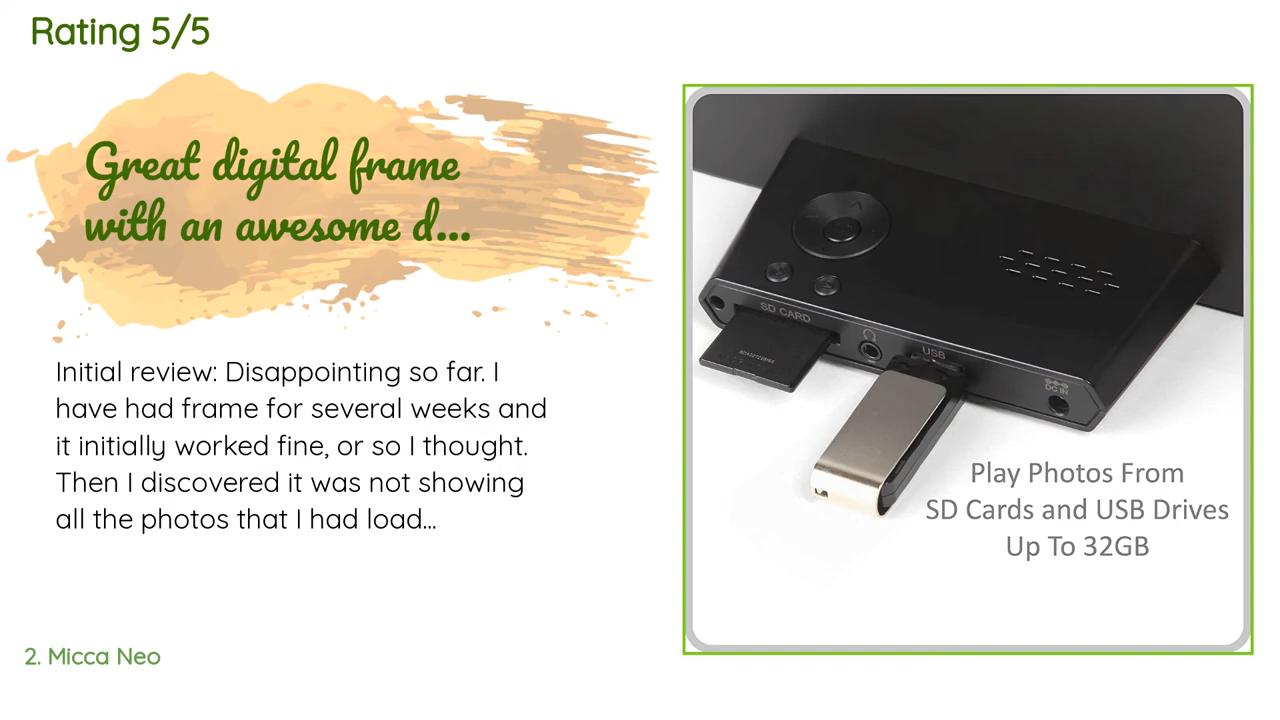 Rating 5/5
Great digital frame
with an awesome d...
Initial review: Disappointing so far. I
have had frame for several weeks and
it initially worked fine, or so I thought.
Then I discovered it was not showing
all the photos that I had load...
2. Micca Neo
SD CARD
USB
DC IN
Play Photos From
SD Cards and USB Drives
Up To 32GB